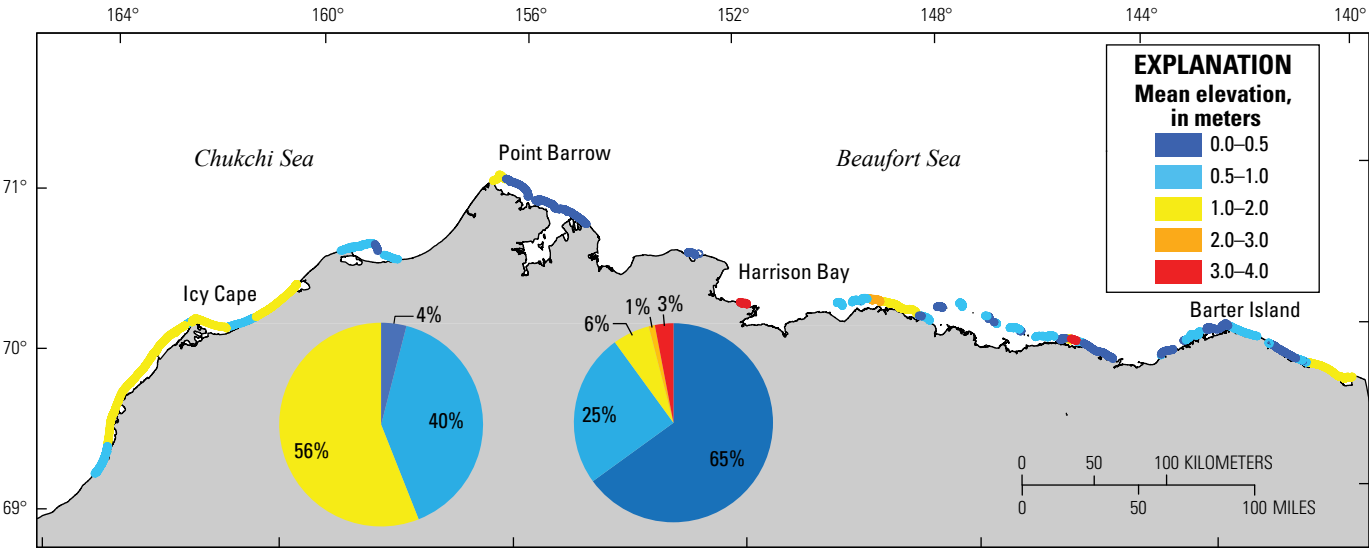 164°
160°
156°
152°
148°
144°
140°
EXPLANATION
Mean elevation,
in meters
0.0–0.5
0.5–1.0
1.0–2.0
2.0–3.0
3.0–4.0
Chukchi Sea
Point Barrow
Beaufort Sea
71°
Harrison Bay
Icy Cape
Barter Island
70°
4%
40%
56%
1%
3%
6%
25%
65%
0 50 100 KILOMETERS
0 50 100 MILES
69°